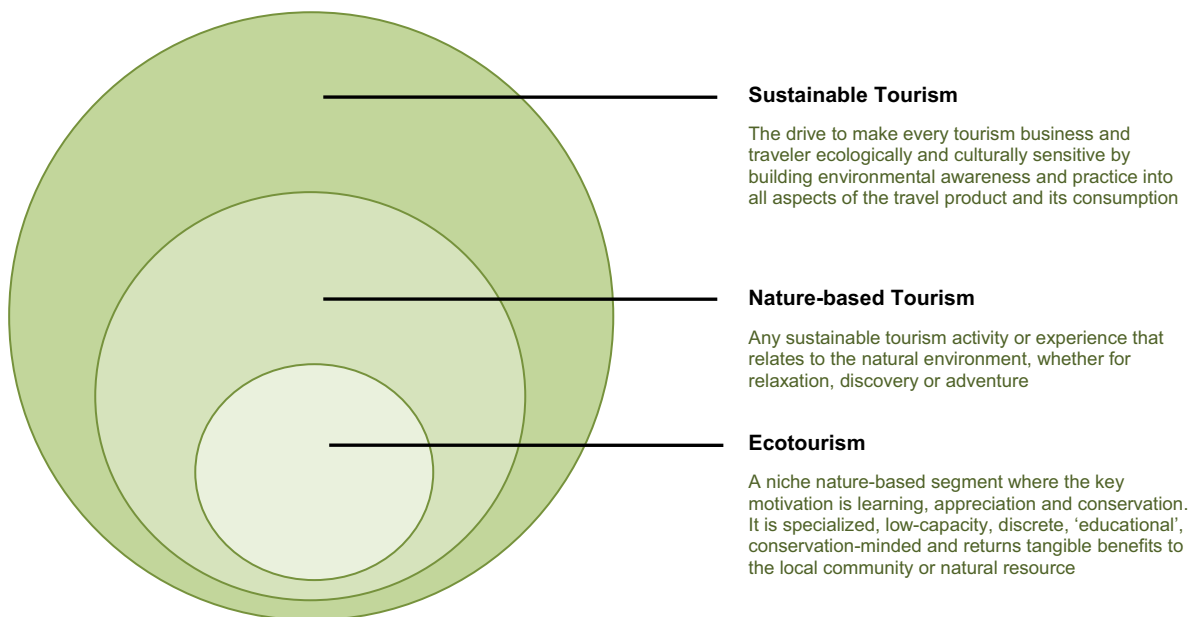 Sustainable Tourism
The drive to make every tourism business and
traveler ecologically and culturally sensitive by
building environmental awareness and practice into
all aspects of the travel product and its consumption
Nature-based Tourism
Any sustainable tourism activity or experience that
relates to the natural environment, whether for
relaxation, discovery or adventure
Ecotourism
A niche nature-based segment where the key
motivation is learning, appreciation and conservation.
It is specialized, low-capacity, discrete, ‘educational’,
conservation-minded and returns tangible benefits to
the local community or natural resource